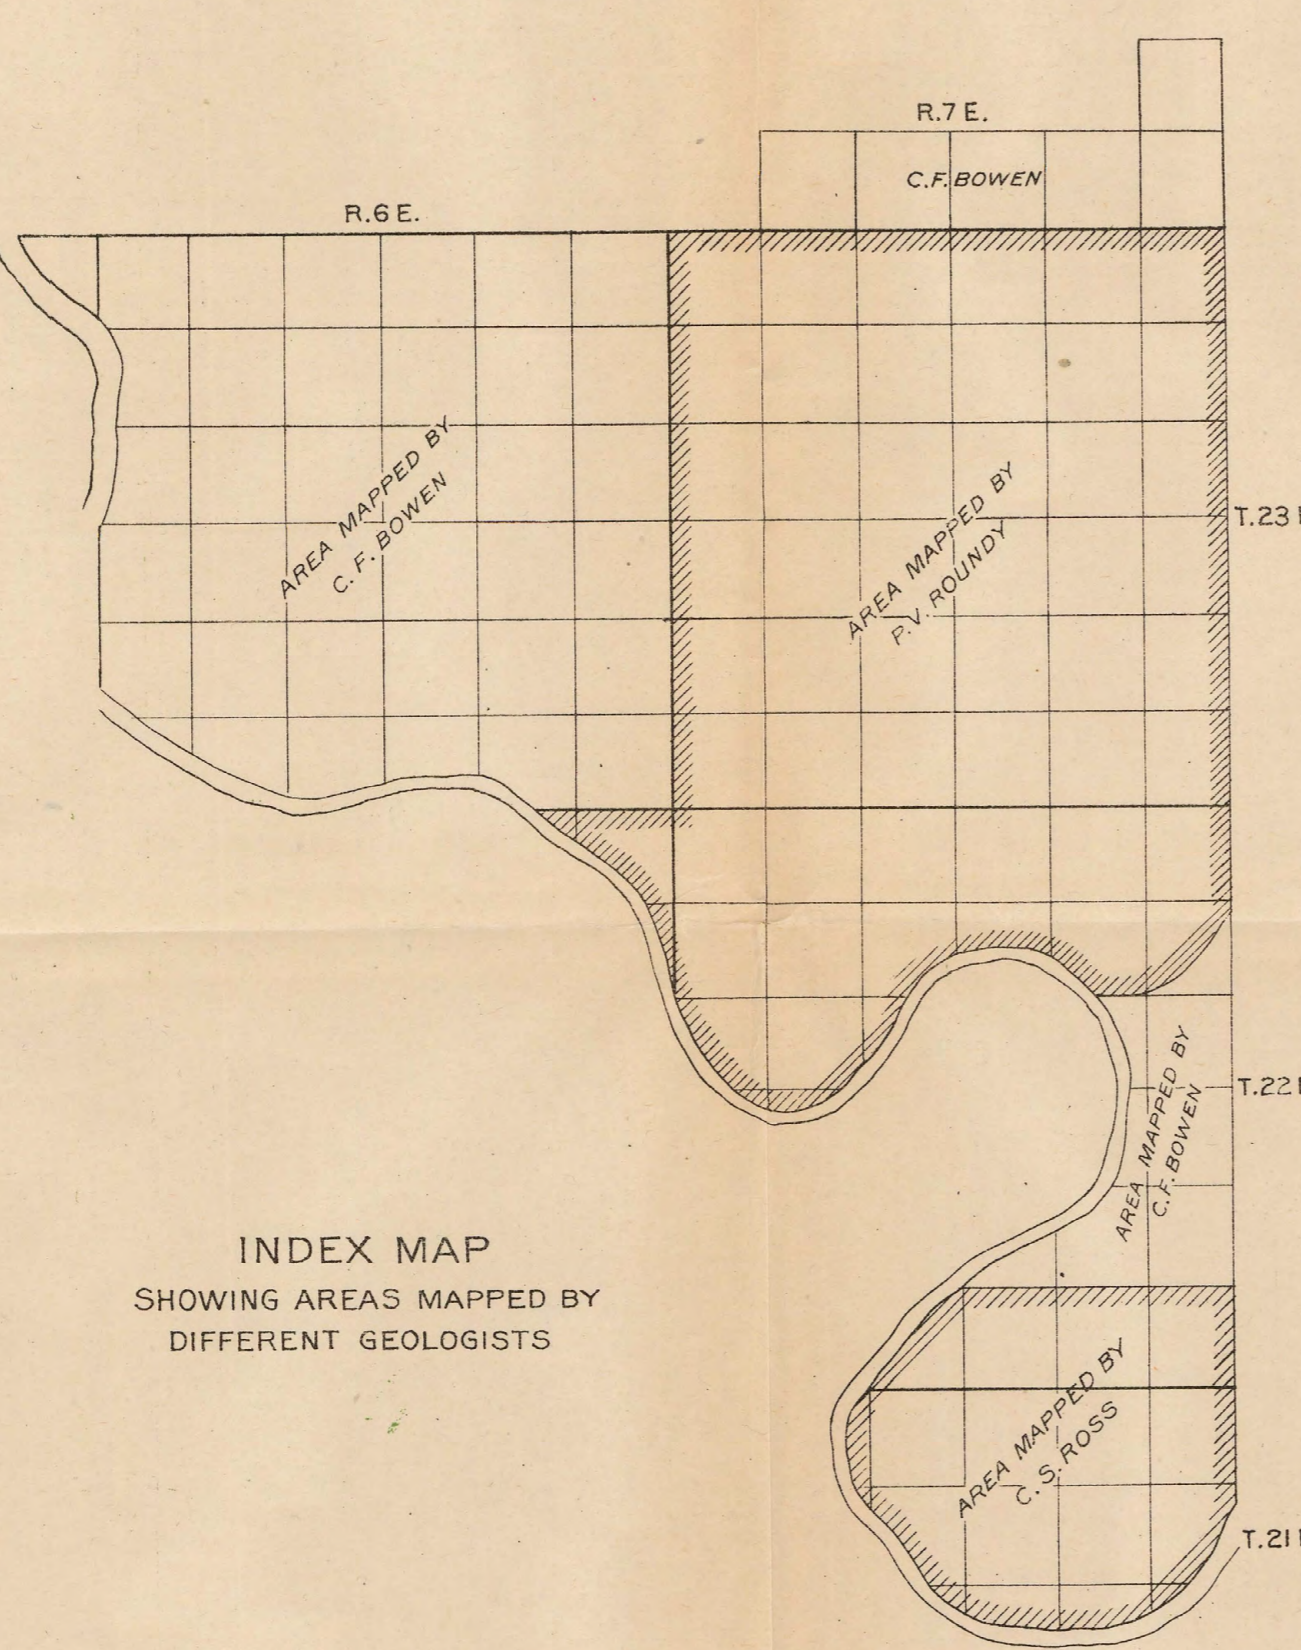 R.7 E.
C.F. BOWEN
R.6 E.
AREA MAPPED BY
C. F. BOWEN
AREA MAPPED BY
P.V. ROUNDY
T.23
T.22
AREA MAPPED BY
C.F. BOWEN
INDEX MAP
SHOWING AREAS MAPPED BY
DIFFERENT GEOLOGISTS
AREA MAPPED BY
C. S. ROSS
T.21